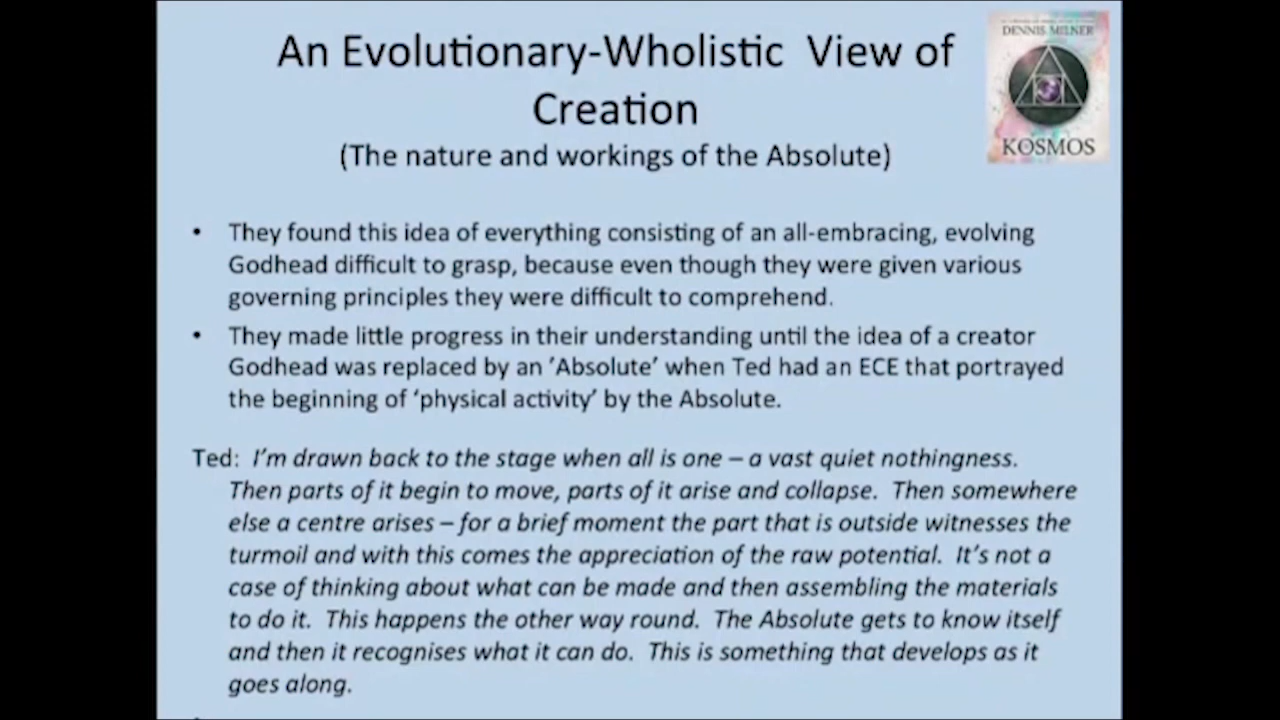 An Evolutionary-Wholistic View of
Creation
(The nature and workings of the Absolute)
DENNIS MILNER
KOSMOS
• They found this idea of everything consisting of an all-embracing, evolving
Godhead difficult to grasp, because even though they were given various
governing principles they were difficult to comprehend.
• They made little progress in their understanding until the idea of a creator
Godhead was replaced by an ‘Absolute’ when Ted had an ECE that portrayed
the beginning of ‘physical activity’ by the Absolute.
Ted: I’m drawn back to the stage when all is one – a vast quiet nothingness.
Then parts of it begin to move, parts of it arise and collapse. Then somewhere
else a centre arises – for a brief moment the part that is outside witnesses the
turmoil and with this comes the appreciation of the raw potential. It’s not a
case of thinking about what can be made and then assembling the materials
to do it. This happens the other way round. The Absolute gets to know itself
and then it recognises what it can do. This is something that develops as it
goes along.